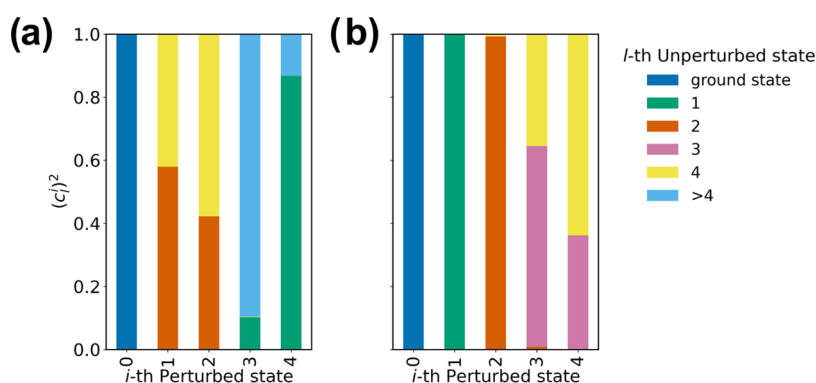 (a)
1.0
0.8
0.6
0.4
0.2
0.0
(cₗⁱ)²
0 1 2 3 4
i-th Perturbed state
(b)
0 1 2 3 4
i-th Perturbed state
l-th Unperturbed state
ground state
1
2
3
4
>4